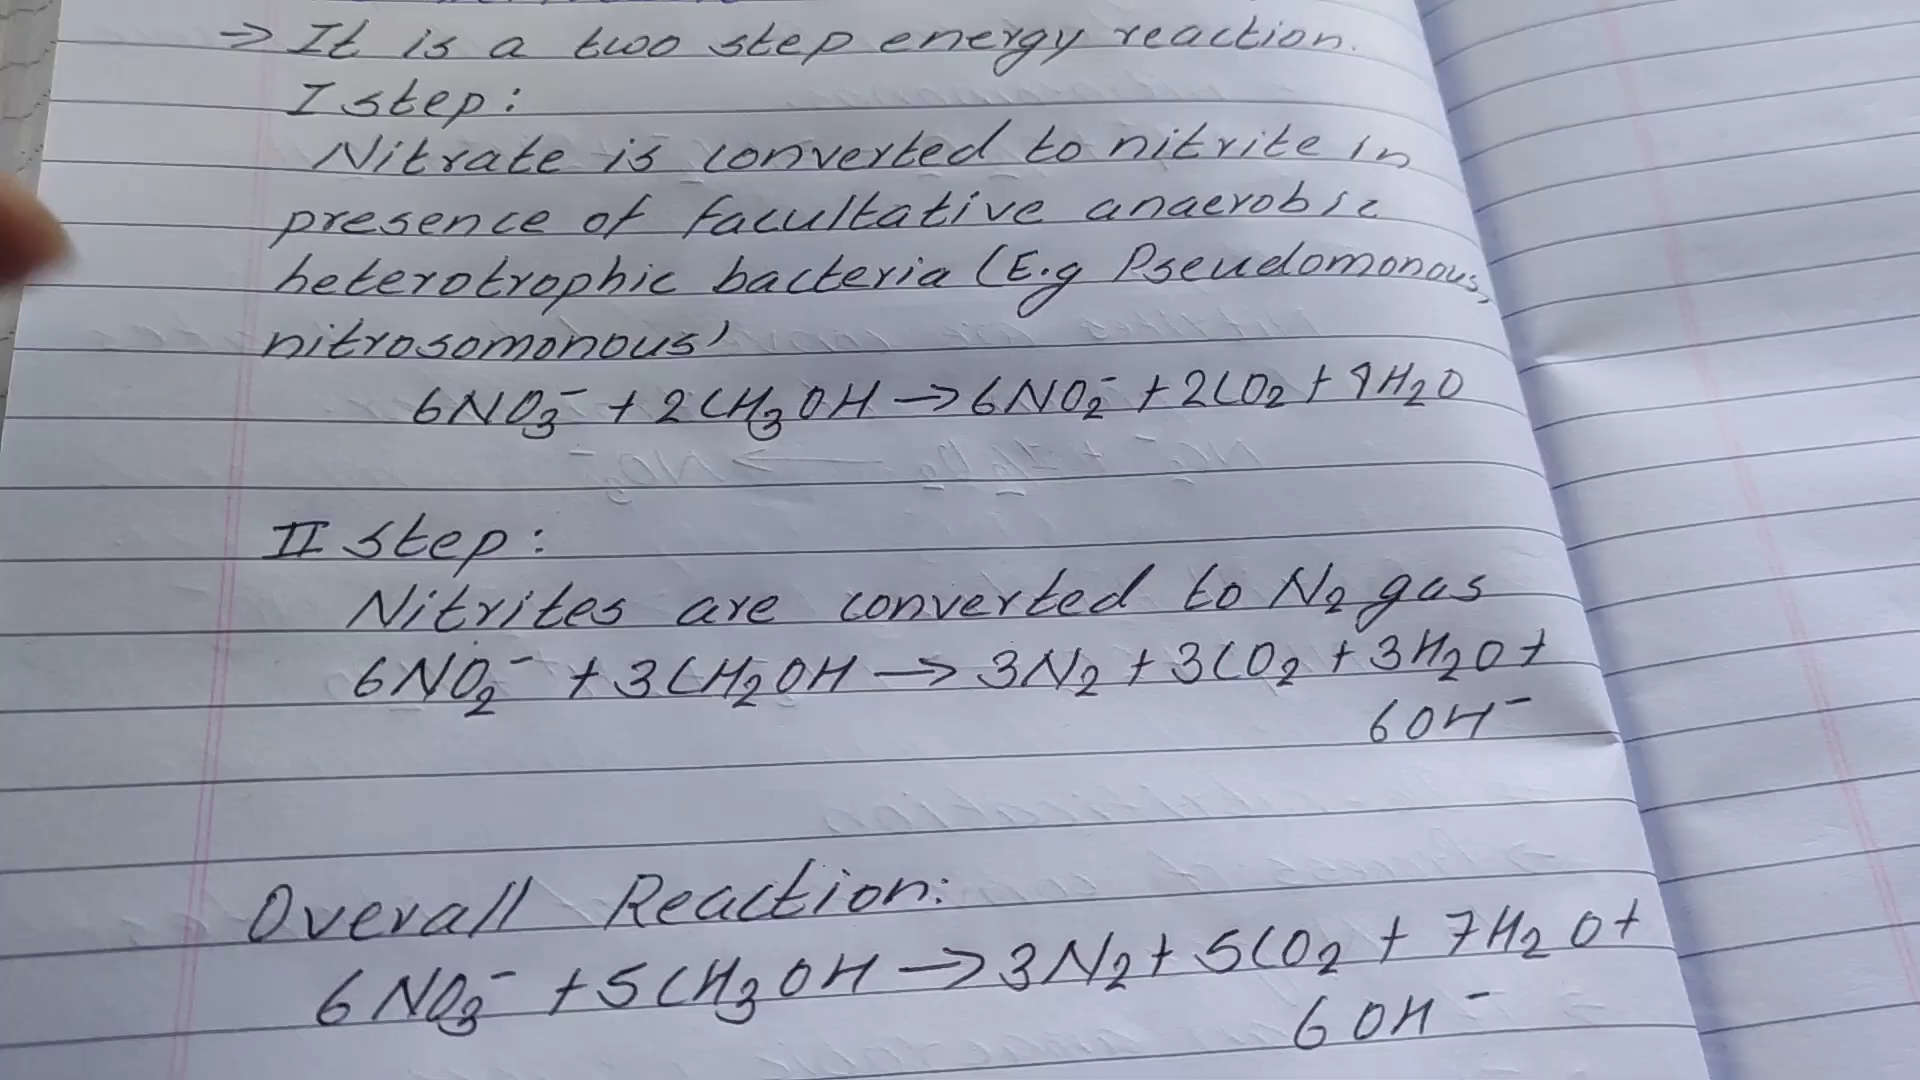 → It is a two step energy reaction.
I step:
Nitrate is converted to nitrite in
presence of facultative anaerobic
heterotrophic bacteria (E.g Pseudomonous,
nitrosomonous)
6NO₃⁻ + 2CH₃OH → 6NO₂⁻ + 2CO₂ + 4H₂O
II step:
Nitrites are converted to N₂ gas
6NO₂⁻ + 3CH₂OH → 3N₂ + 3CO₂ + 3H₂O +
6OH⁻
Overall Reaction:
6NO₃⁻ + 5CH₃OH → 3N₂ + 5CO₂ + 7H₂O +
6OH⁻